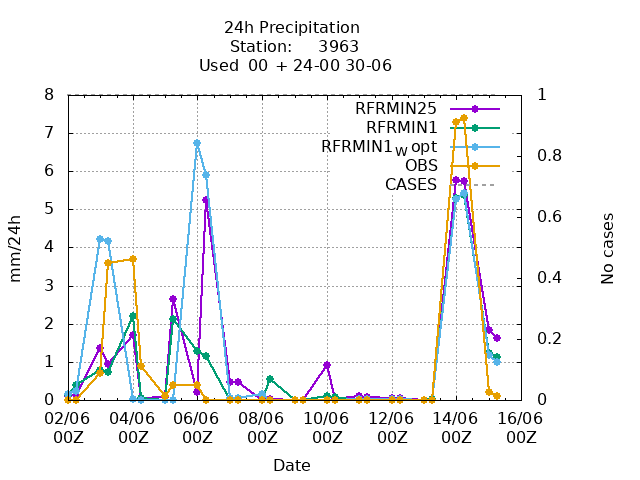 24h Precipitation
Station: 3963
Used 00 + 24-00 30-06
8
7
6
5
4
3
2
1
0
mm/24h
1
0.8
0.6
0.4
0.2
0
No cases
RFRMIN25
RFRMIN1
RFRMIN1W opt
OBS
CASES
02/06 04/06 06/06 08/06 10/06 12/06 14/06 16/06
00Z 00Z 00Z 00Z 00Z 00Z 00Z 00Z
Date